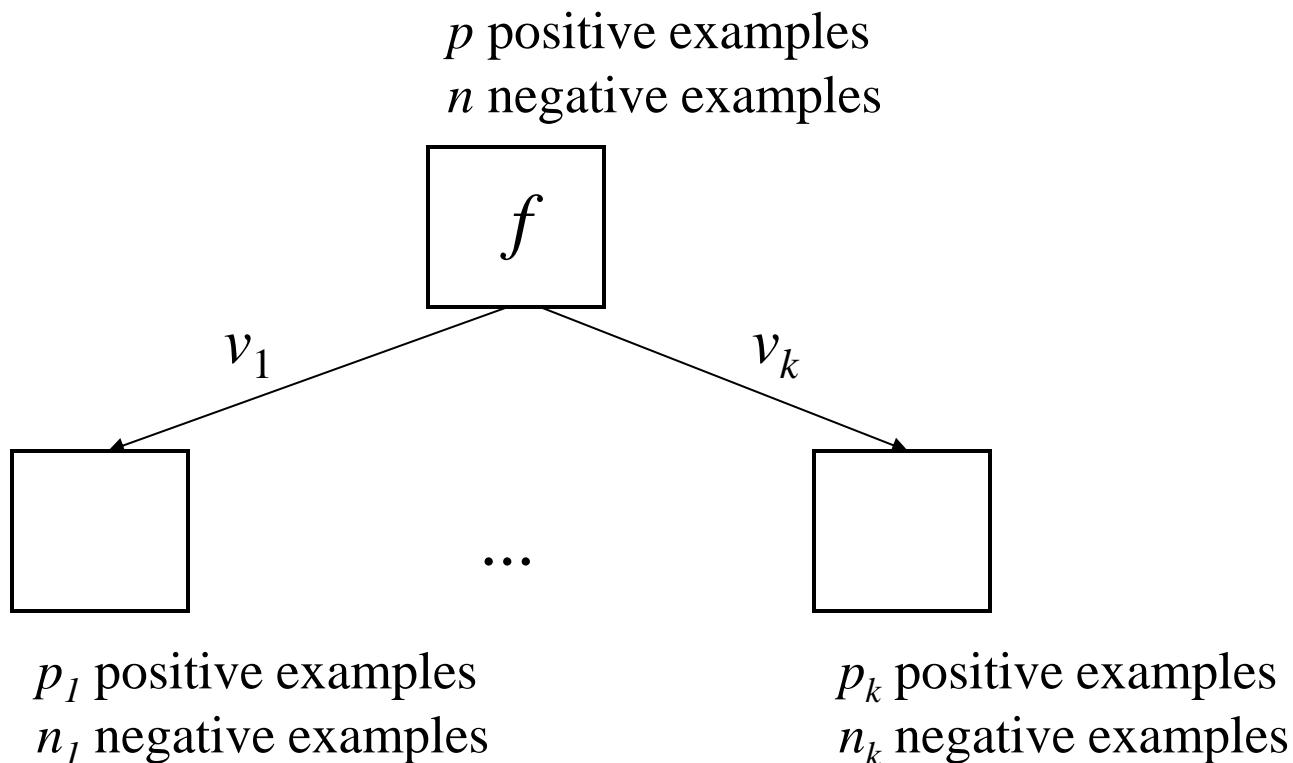 p positive examples
n negative examples
f
v₁
vₖ
...
p₁ positive examples
n₁ negative examples
pₖ positive examples
nₖ negative examples